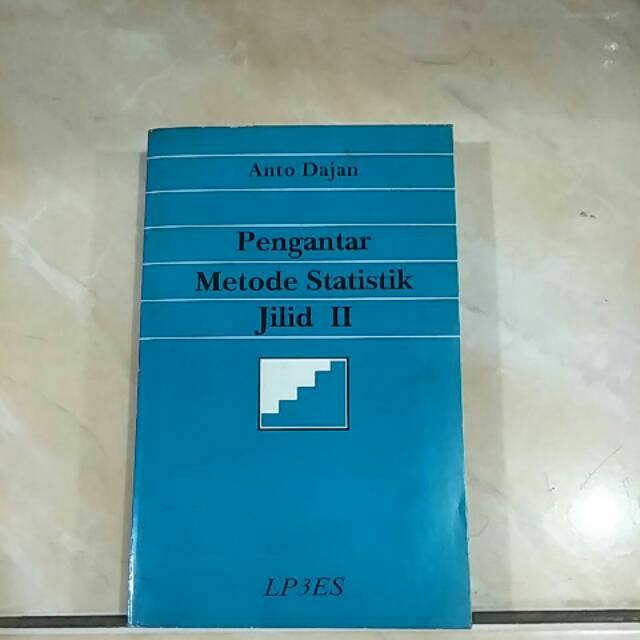 Anto Dajan
Pengantar
Metode Statistik
Jilid II
LP3ES